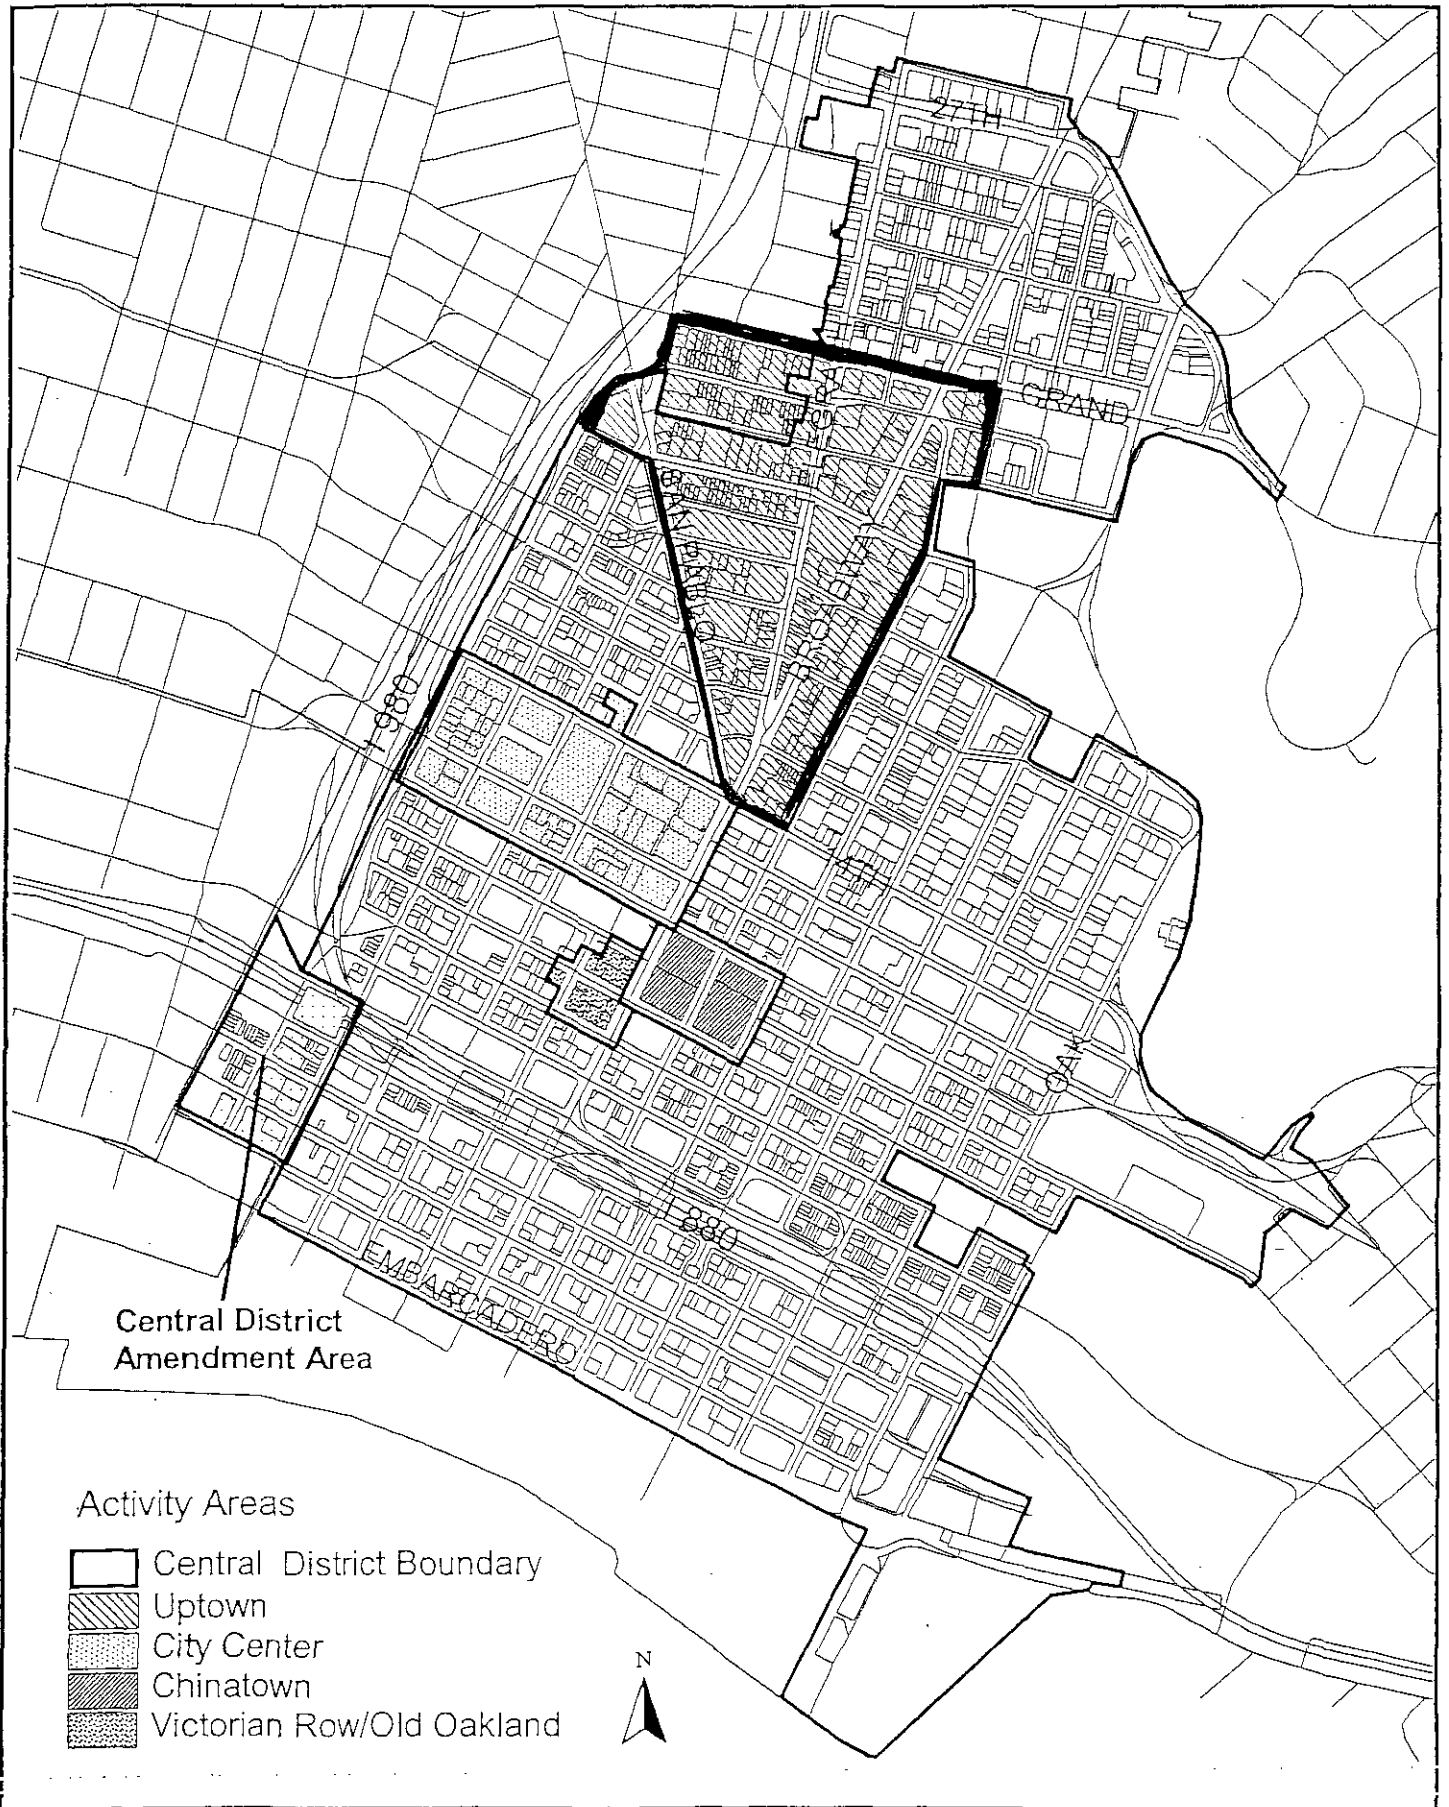 27TH
GRAND
SAN PABLO
BROADWAY
I 980
14TH
OAK
I 880
EMBARCADERO
Central District
Amendment Area
Activity Areas
Central District Boundary
Uptown
City Center
Chinatown
Victorian Row/Old Oakland
N